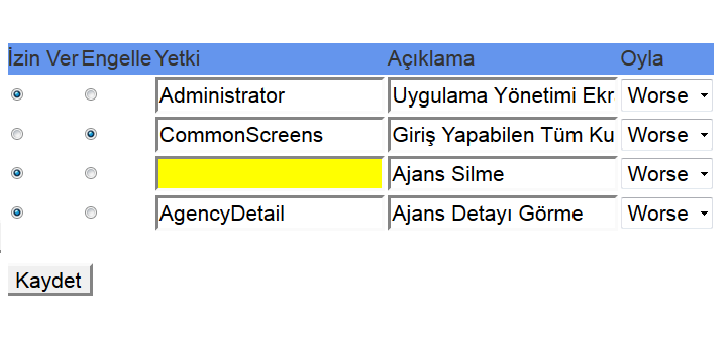 İzin Ver Engelle Yetki Açıklama Oyla
Administrator Uygulama Yönetimi Ekr Worse
CommonScreens Giriş Yapabilen Tüm Ku Worse
Ajans Silme Worse
AgencyDetail Ajans Detayı Görme Worse
Kaydet